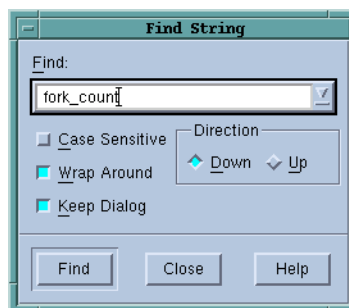 Find String
Find:
fork_count
Case Sensitive
Direction
Down Up
Wrap Around
Keep Dialog
Find Close Help